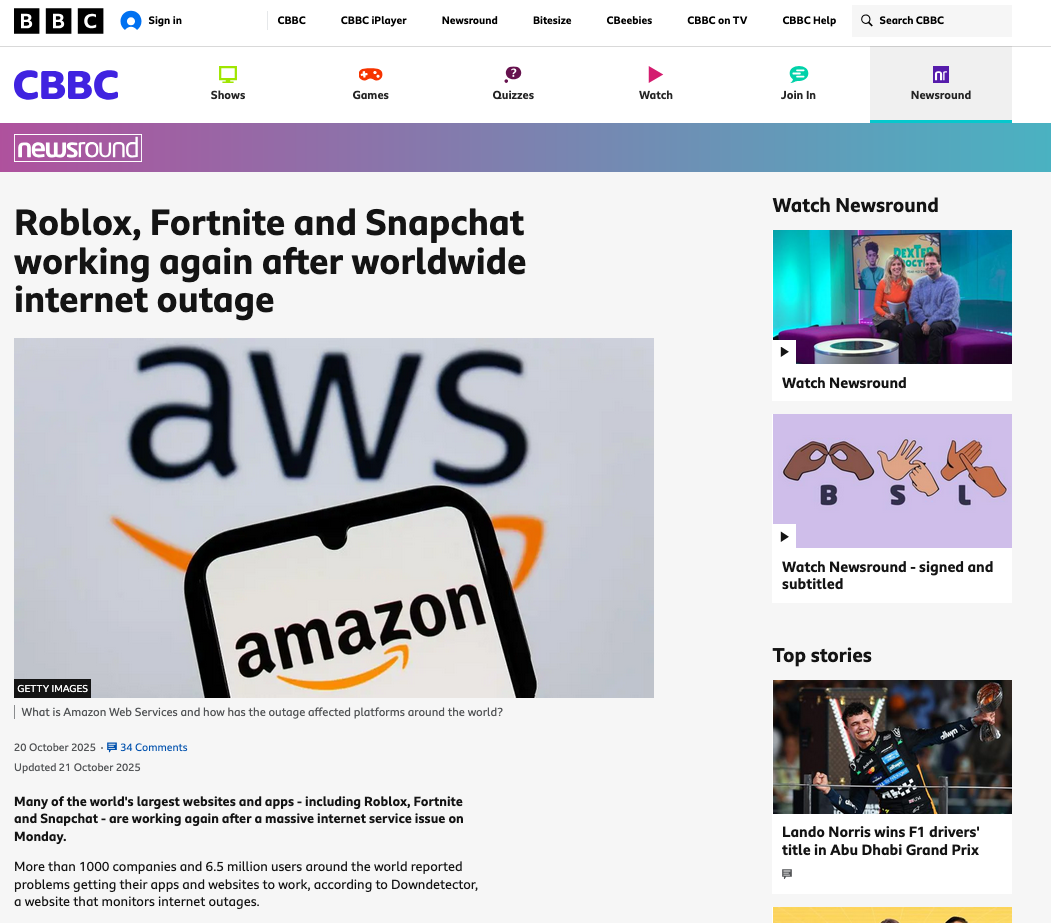 BBC
Sign in
CBBC
CBBC iPlayer
Newsround
Bitesize
CBeebies
CBBC on TV
CBBC Help
Search CBBC
CBBC
Shows
Games
Quizzes
Watch
Join In
nr
Newsround
newsround
Roblox, Fortnite and Snapchat
working again after worldwide
internet outage
aws
amazon
GETTY IMAGES
What is Amazon Web Services and how has the outage affected platforms around the world?
20 October 2025 · 34 Comments
Updated 21 October 2025
Many of the world's largest websites and apps - including Roblox, Fortnite
and Snapchat - are working again after a massive internet service issue on
Monday.
More than 1000 companies and 6.5 million users around the world reported
problems getting their apps and websites to work, according to Downdetector,
a website that monitors internet outages.
Watch Newsround
Watch Newsround
B S L
Watch Newsround - signed and
subtitled
Top stories
Lando Norris wins F1 drivers'
title in Abu Dhabi Grand Prix